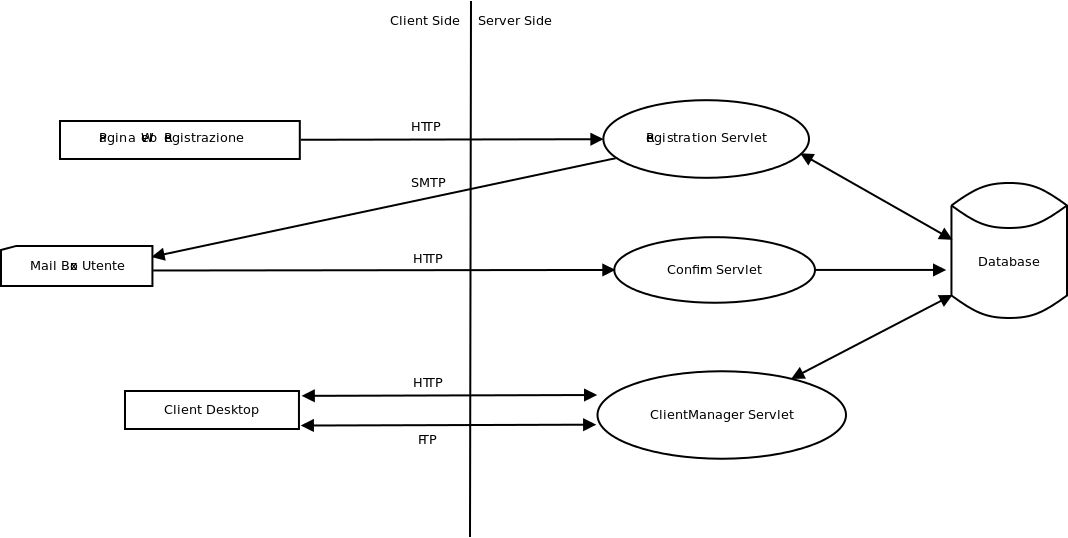 Client Side
Server Side
Pagina Web Registrazione
HTTP
Registration Servlet
SMTP
Mail Box Utente
HTTP
Confirm Servlet
Database
HTTP
Client Desktop
ClientManager Servlet
FTP